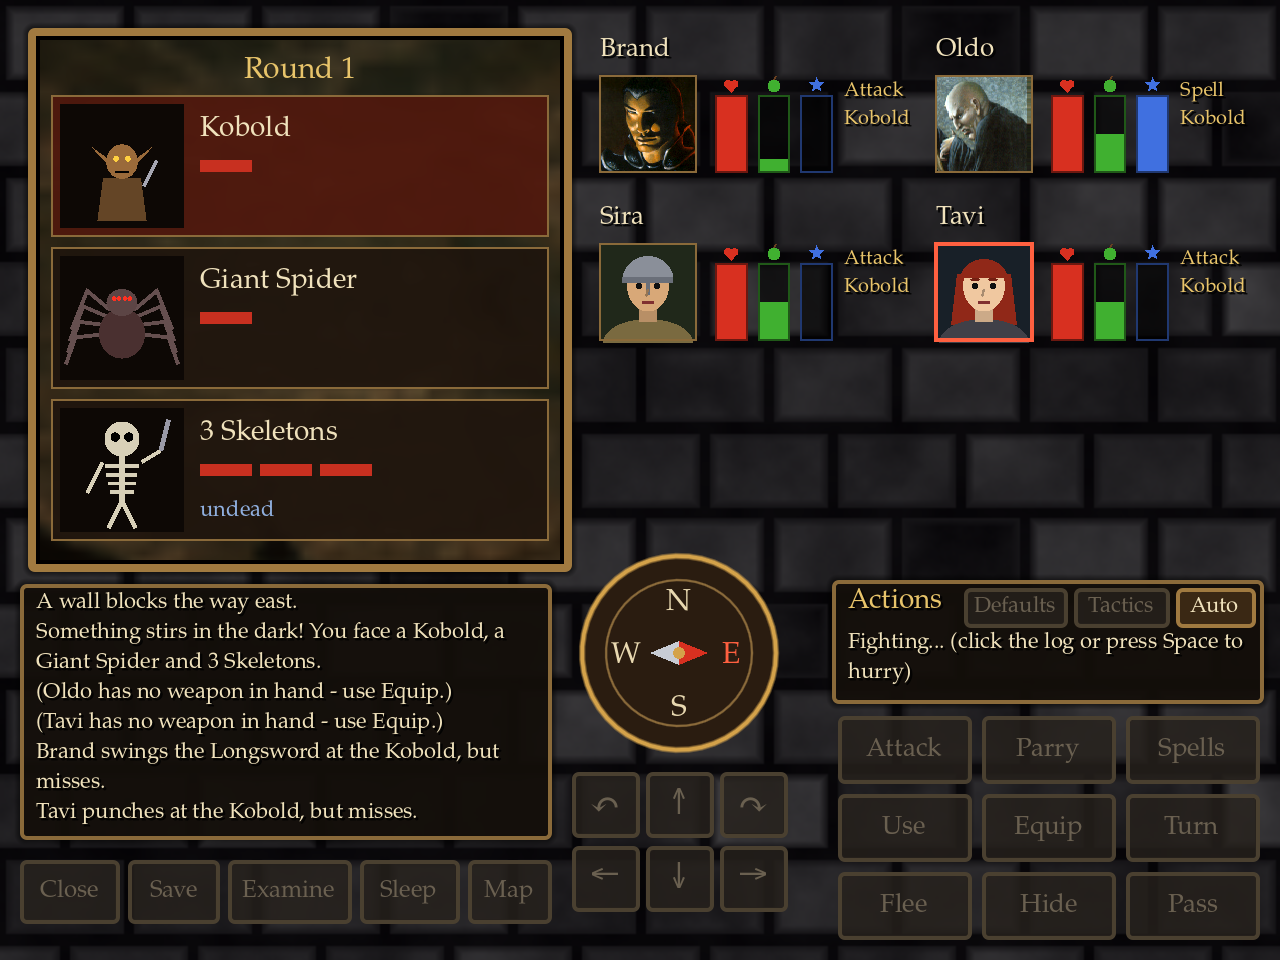 Round 1
Kobold
Giant Spider
3 Skeletons
undead
Brand
Attack
Kobold
Oldo
Spell
Kobold
Sira
Attack
Kobold
Tavi
Attack
Kobold
A wall blocks the way east.
Something stirs in the dark! You face a Kobold, a
Giant Spider and 3 Skeletons.
(Oldo has no weapon in hand - use Equip.)
(Tavi has no weapon in hand - use Equip.)
Brand swings the Longsword at the Kobold, but
misses.
Tavi punches at the Kobold, but misses.
Close Save Examine Sleep Map
N
W E
S
Actions Defaults Tactics Auto
Fighting... (click the log or press Space to
hurry)
Attack Parry Spells
Use Equip Turn
Flee Hide Pass